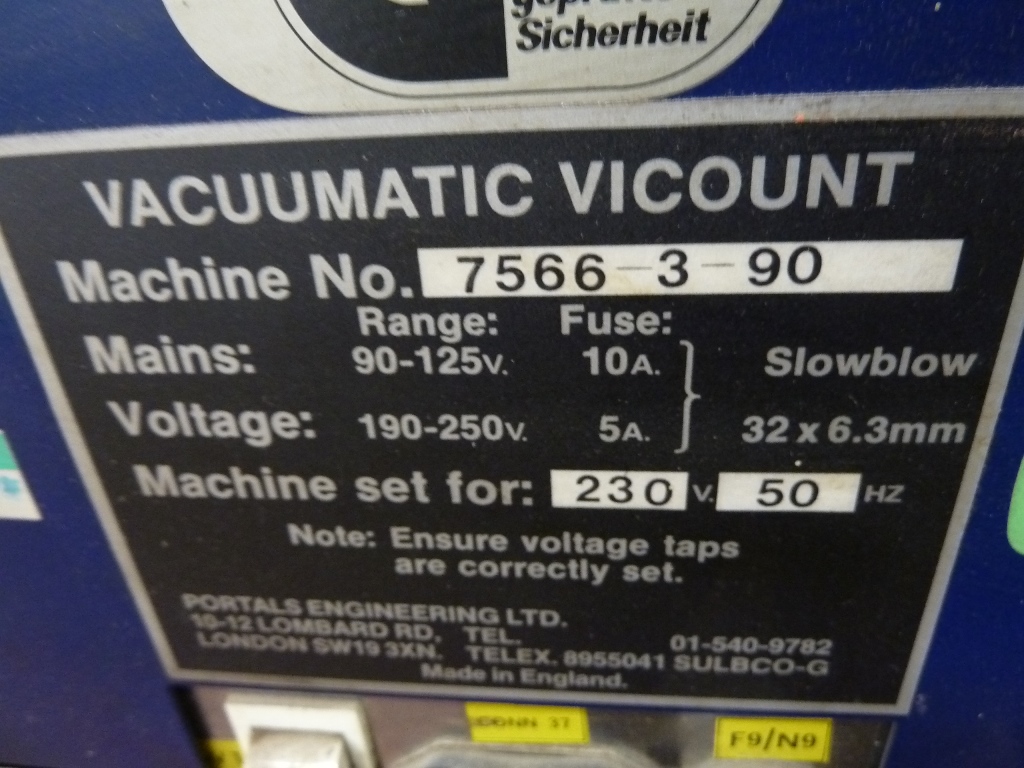 Sicherheit
VACUUMATIC VICOUNT
Machine No. 7566-3-90
Range: Fuse:
Mains: 90-125V. 10A. Slowblow
Voltage: 190-250V. 5A. 32 x 6.3mm
Machine set for: 230 V. 50 HZ
Note: Ensure voltage taps
are correctly set.
PORTALS ENGINEERING LTD.
10-12 LOMBARD RD. TEL. 01-540-9782
LONDON SW19 3XN. TELEX. 8955041 SULBCO-G
Made in England.
F9/N9